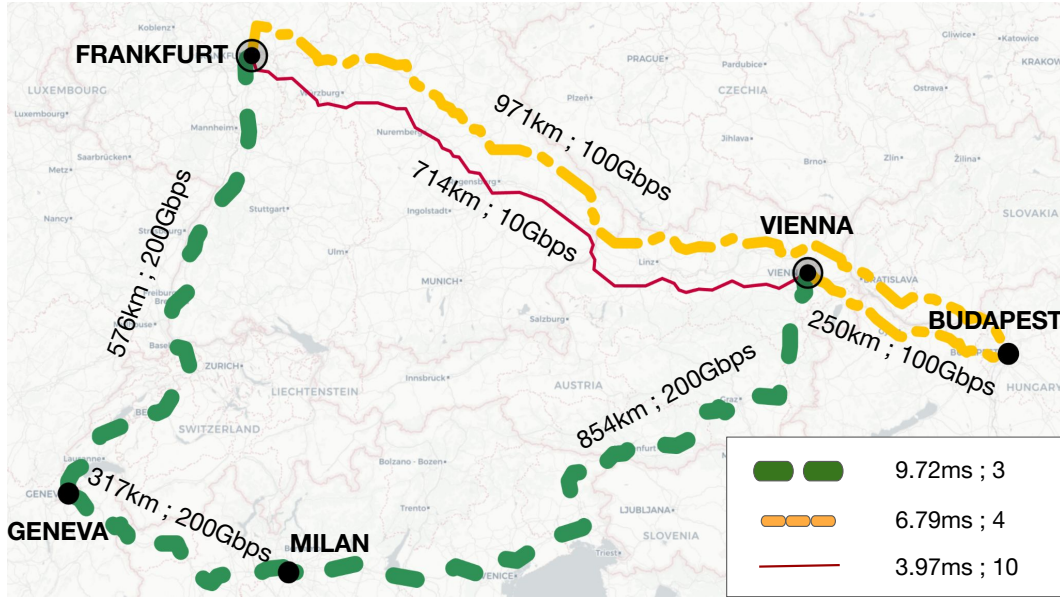 Koblenz
Gliwice
Katowice
FRANKFURT
PRAGUE
Pardubice
KRAKOW
LUXEMBOURG
Würzburg
Plzeň
CZECHIA
Ostrava
Luxembourg
971km ; 100Gbps
Mannheim
Nuremberg
Jihlava
Saarbrücken
Brno
Zlín
Žilina
Metz
714km ; 10Gbps
Stuttgart
Ingolstadt
SLOVAKIA
Nancy
VIENNA
576km ; 200Gbps
Ulm
Linz
MUNICH
BRATISLAVA
Salzburg
250km ; 100Gbps
BUDAPEST
ZURICH
Innsbruck
AUSTRIA
LIECHTENSTEIN
HUNGARY
854km ; 200Gbps
Graz
SWITZERLAND
Lausanne
Bolzano - Bozen
9.72ms ; 3
317km ; 200Gbps
GENEVA
Trento
LJUBLJANA
6.79ms ; 4
SLOVENIA
MILAN
Trieste
3.97ms ; 10